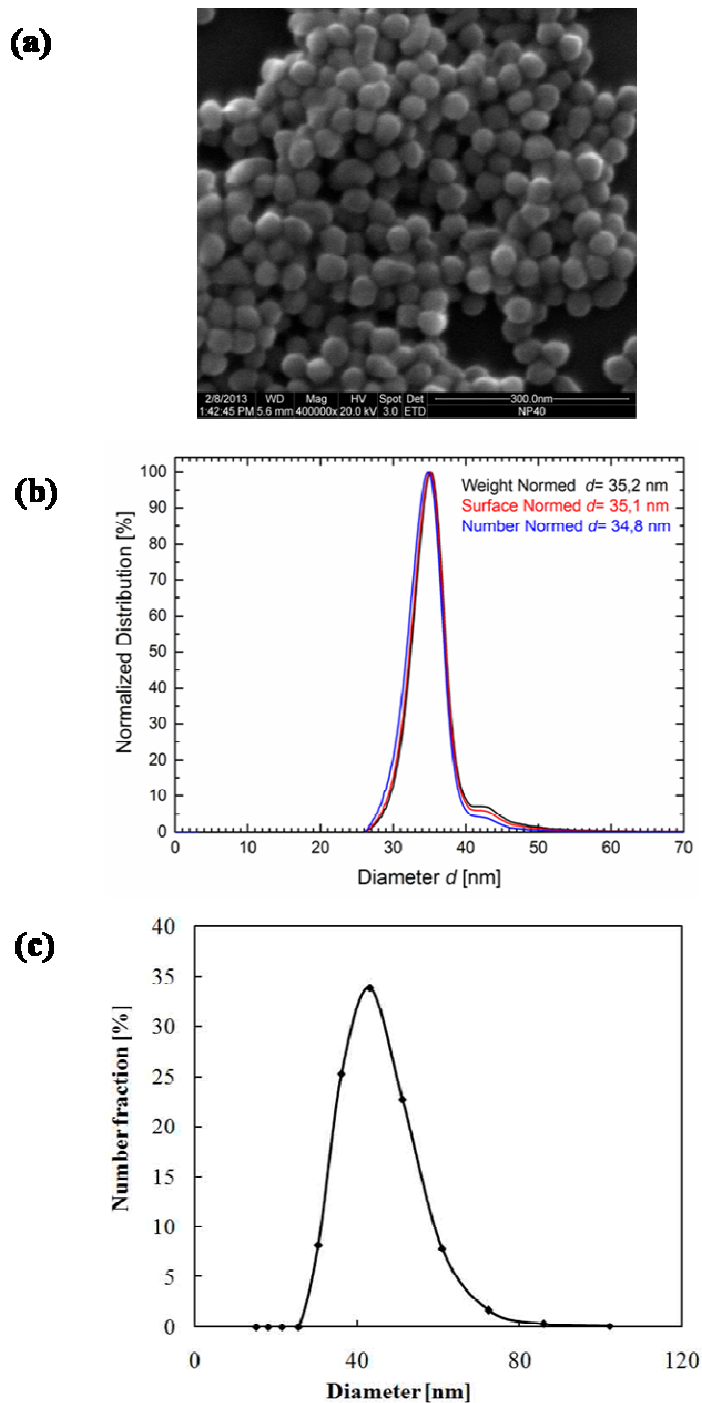 (a)
2/8/2013 WD Mag HV Spot Det 300.0nm
1:42:45 PM 5.6 mm 400000x 20.0 kV 3.0 ETD NP40
(b)
Normalized Distribution [%]
100
90
80
70
60
50
40
30
20
10
0
Weight Normed d= 35,2 nm
Surface Normed d= 35,1 nm
Number Normed d= 34,8 nm
0 10 20 30 40 50 60 70
Diameter d [nm]
(c)
Number fraction [%]
40
35
30
25
20
15
10
5
0
0 40 80 120
Diameter [nm]